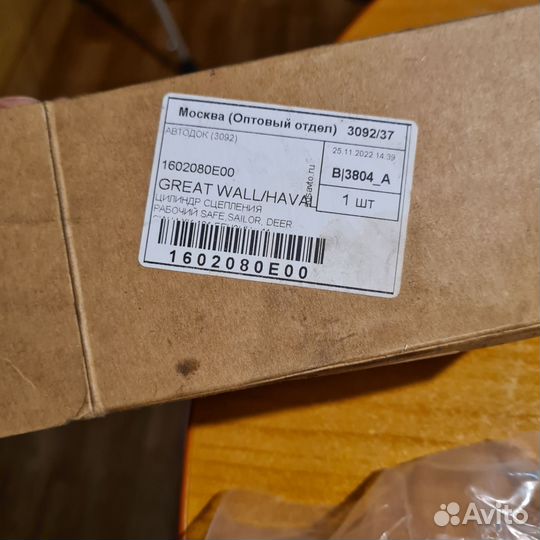 Москва (Оптовый отдел) 3092/37
АВТОДОК (3092)
25.11.2022 14:39
1602080E00
B|3804_A
GREAT WALL/HAVAL
1 шт
ЦИЛИНДР СЦЕПЛЕНИЯ
РАБОЧИЙ SAFE,SAILOR, DEER
1602080E00
Avito